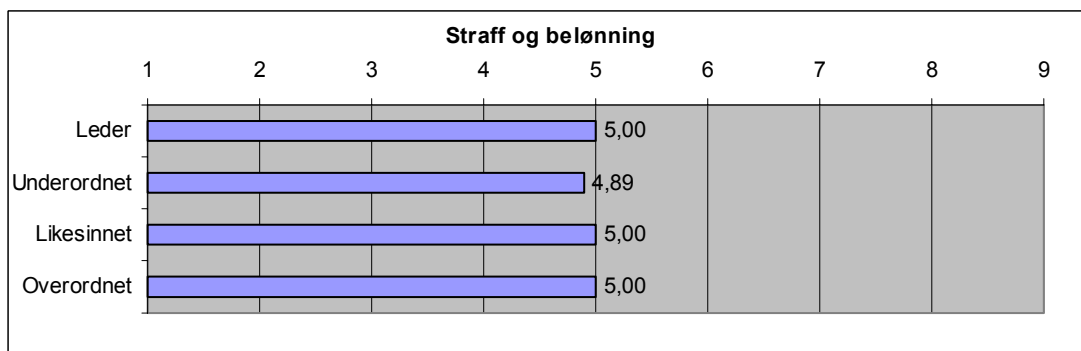 Straff og belønning
1 2 3 4 5 6 7 8 9
Leder 5,00
Underordnet 4,89
Likesinnet 5,00
Overordnet 5,00